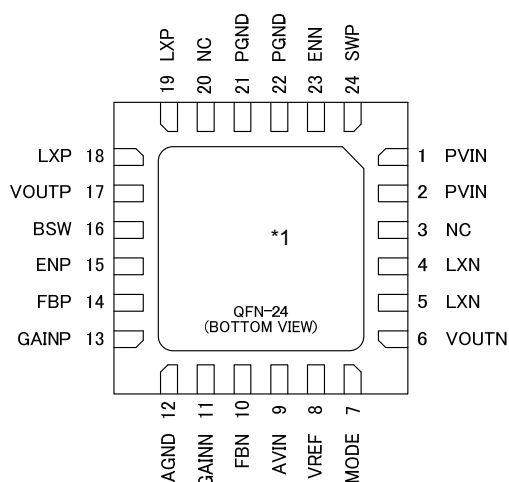 19 LXP
20 NC
21 PGND
22 PGND
23 ENN
24 SWP
LXP 18
VOUTP 17
BSW 16
ENP 15
FBP 14
GAINP 13
1 PVIN
2 PVIN
3 NC
4 LXN
5 LXN
6 VOUTN
*1
QFN-24
(BOTTOM VIEW)
AGND 12
GAINN 11
FBN 10
AVIN 9
VREF 8
MODE 7